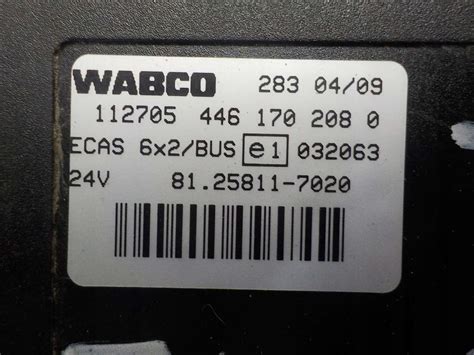 WABCO 283 04/09
112705 446 170 208 0
ECAS 6x2/BUS e1 032063
24V 81.25811-7020